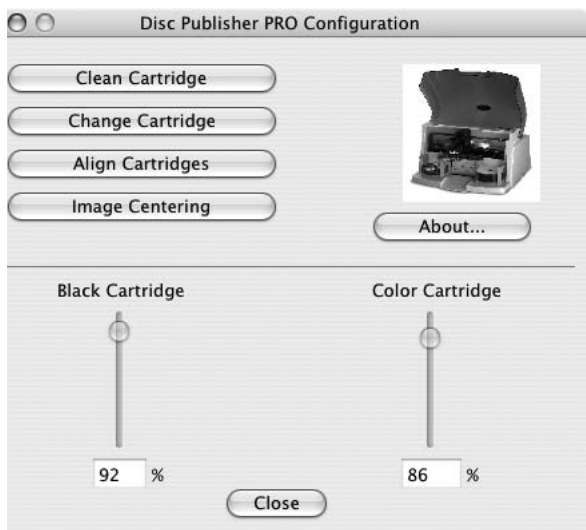 Disc Publisher PRO Configuration
Clean Cartridge
Change Cartridge
Align Cartridges
Image Centering
About...
Black Cartridge
Color Cartridge
92 %
86 %
Close